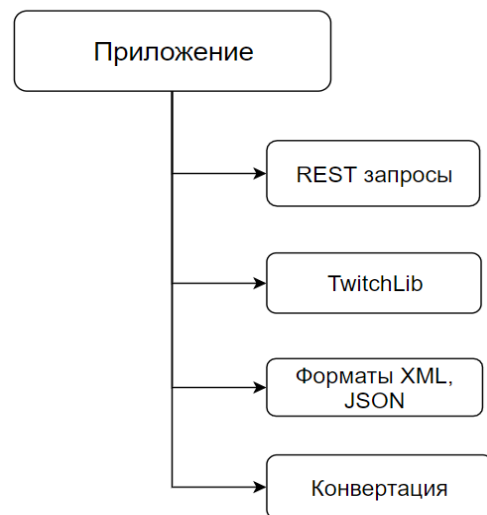 Приложение
REST запросы
TwitchLib
Форматы XML,
JSON
Конвертация